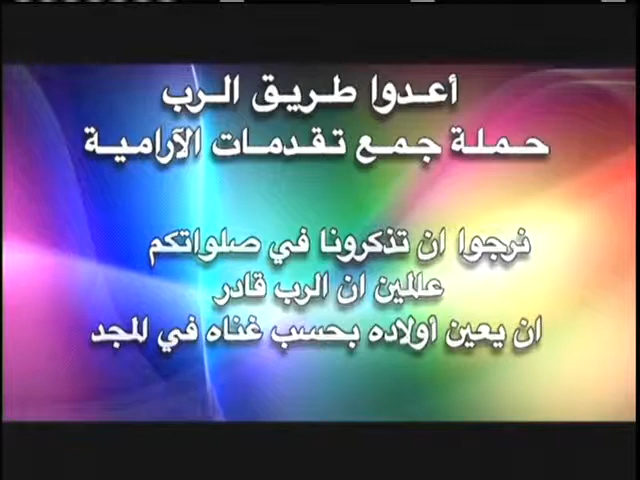 أعدوا طريق الرب
حملة جمع تقدمات الآرامية
نرجوا ان تذكرونا في صلواتكم
عالمين ان الرب قادر
ان يعين أولاده بحسب غناه في المجد